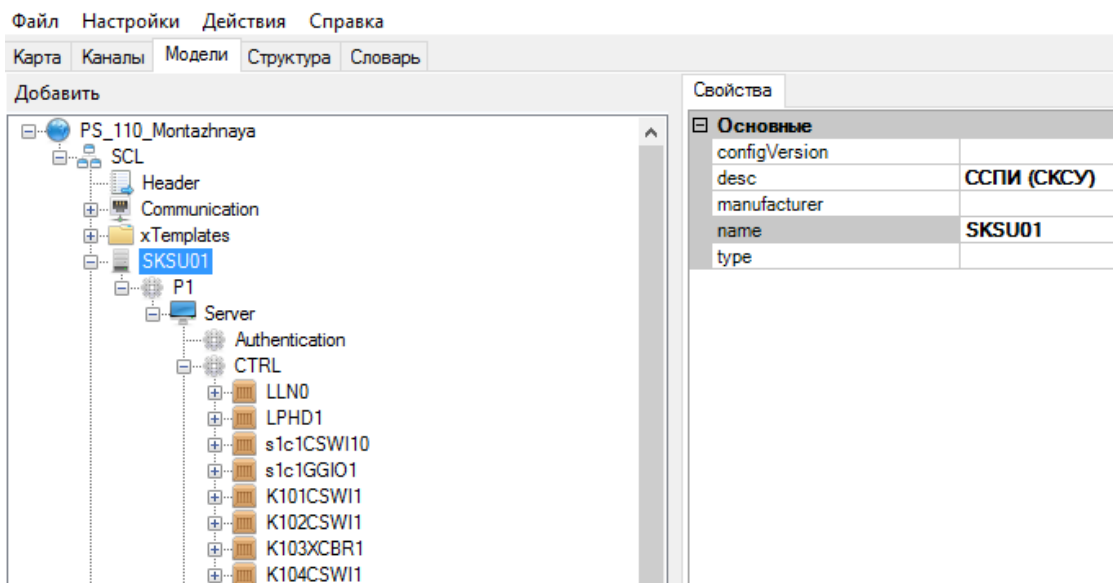 Файл Настройки Действия Справка
Карта Каналы Модели Структура Словарь
Добавить
PS_110_Montazhnaya
SCL
Header
Communication
xTemplates
SKSU01
P1
Server
Authentication
CTRL
LLN0
LPHD1
s1c1CSWI10
s1c1GGIO1
K101CSWI1
K102CSWI1
K103XCBR1
K104CSWI1
Свойства
Основные
configVersion
desc ССПИ (СКСУ)
manufacturer
name SKSU01
type